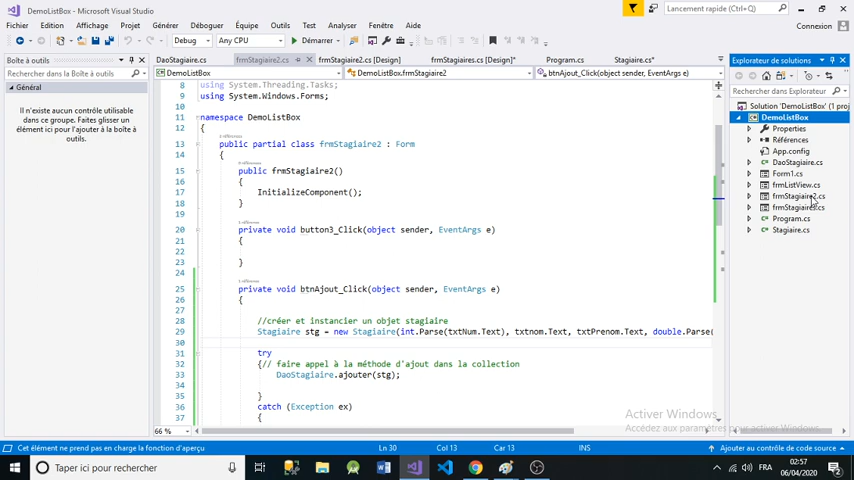 DemoListBox - Microsoft Visual Studio
Lancement rapide (Ctrl+Q)
Fichier Edition Affichage Projet Générer Déboguer Équipe Outils Test Analyser Fenêtre Aide
Connexion
Debug Any CPU Démarrer
Boîte à outils
DaoStagiaire.cs frmStagiaire2.cs frmStagiaire2.cs [Design] frmStagiaires.cs [Design]* Program.cs Stagiaire.cs*
Explorateur de solutions
Rechercher dans la boîte à outils
DemoListBox DemoListBox.frmStagiaire2 btnAjout_Click(object sender, EventArgs e)
Général
Il n'existe aucun contrôle utilisable
dans ce groupe. Faites glisser un
élément ici pour l'ajouter à la boîte à
outils.
8 using System.Threading.Tasks;
9 using System.Windows.Forms;
10
11 namespace DemoListBox
12 {
13 public partial class frmStagiaire2 : Form
14 {
15 public frmStagiaire2()
16 {
17 InitializeComponent();
18 }
19
20 private void button3_Click(object sender, EventArgs e)
21 {
22
23 }
24
25 private void btnAjout_Click(object sender, EventArgs e)
26 {
27
28 //créer et instancier un objet stagiaire
29 Stagiaire stg = new Stagiaire(int.Parse(txtNum.Text), txtnom.Text, txtPrenom.Text, double.Parse(
30
31 try
32 {// faire appel à la méthode d'ajout dans la collection
33 DaoStagiaire.ajouter(stg);
34
35 }
36 catch (Exception ex)
37 {
Rechercher dans l'Explorateur de
Solution 'DemoListBox' (1 proj
DemoListBox
Properties
Références
App.config
DaoStagiaire.cs
Form1.cs
frmListView.cs
frmStagiaire2.cs
frmStagiaires.cs
Program.cs
Stagiaire.cs
66 %
Activer Windows
Accédez aux paramètres pour activer Windows.
Cet élément ne prend pas en charge la fonction d'aperçu Ln 30 Col 13 Car 13 INS Ajouter au contrôle de code source
Taper ici pour rechercher
FRA
02:57
06/04/2020
2